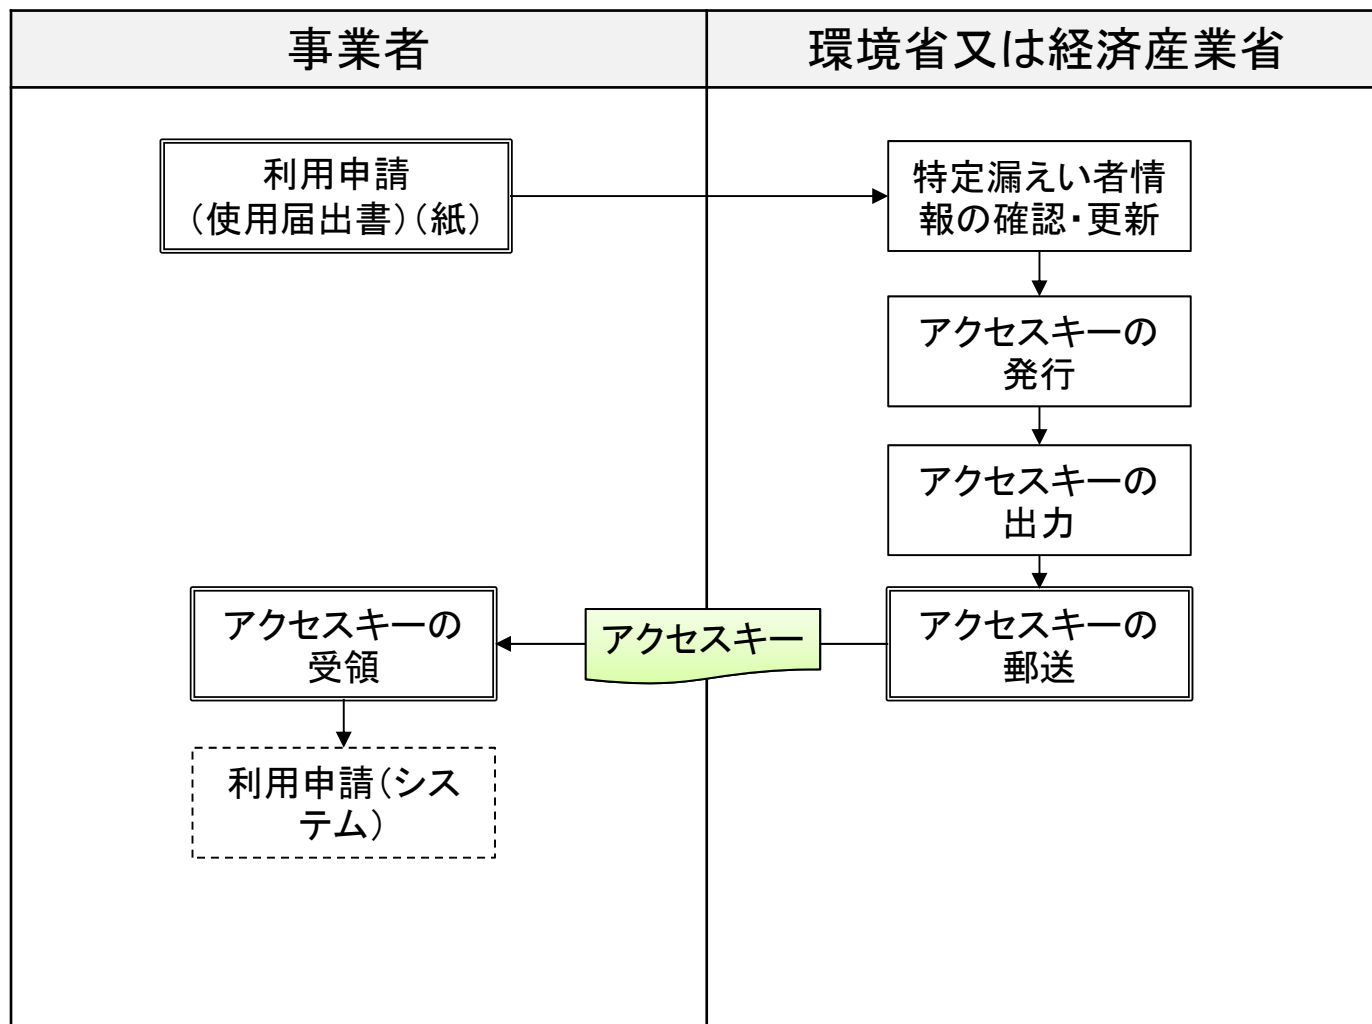 事業者
環境省又は経済産業省
利用申請
（使用届出書）（紙）
特定漏えい者情
報の確認・更新
アクセスキーの
発行
アクセスキーの
出力
アクセスキーの
受領
アクセスキー
アクセスキーの
郵送
利用申請（シス
テム）